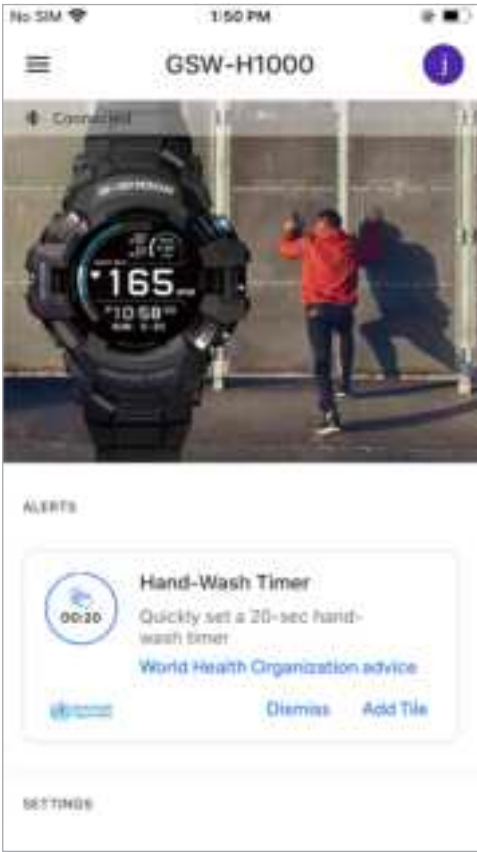 No SIM 1:50 PM
GSW-H1000
j
Connected
G-SHOCK
165
10:58
ALERTS
Hand-Wash Timer
00:20
Quickly set a 20-sec hand-
wash timer
World Health Organization advice
Dismiss Add Tile
SETTINGS